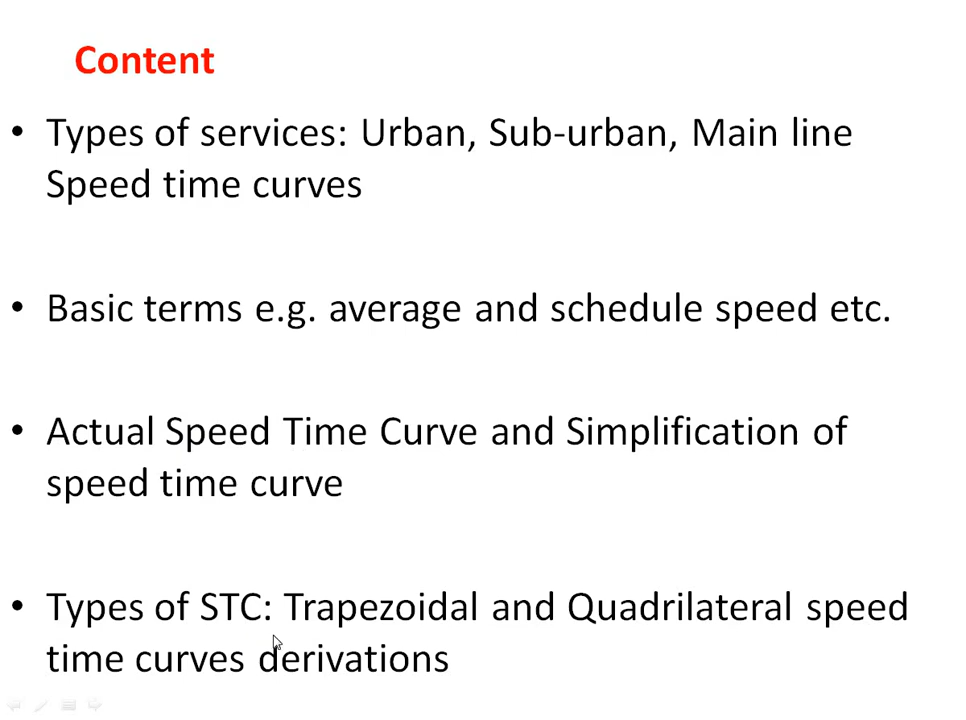 Content
• Types of services: Urban, Sub-urban, Main line
Speed time curves
• Basic terms e.g. average and schedule speed etc.
• Actual Speed Time Curve and Simplification of
speed time curve
• Types of STC: Trapezoidal and Quadrilateral speed
time curves derivations